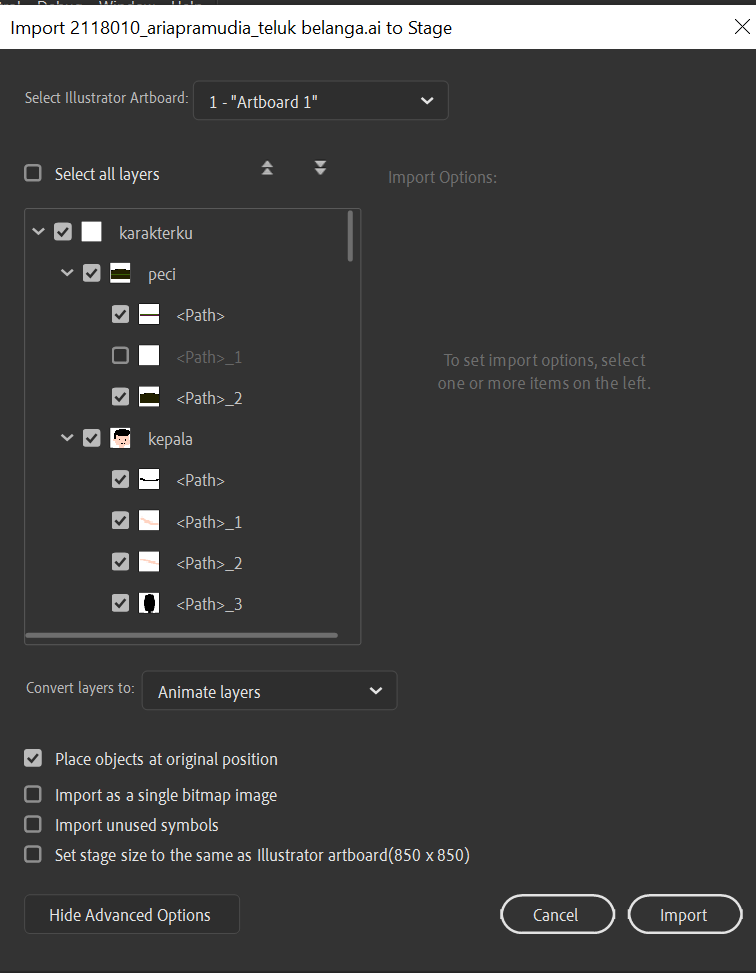 Import 2118010_ariapramudia_teluk belanga.ai to Stage
Select Illustrator Artboard:
1 - "Artboard 1"
Select all layers
Import Options:
karakterku
peci
<Path>
<Path>_1
<Path>_2
kepala
<Path>
<Path>_1
<Path>_2
<Path>_3
To set import options, select
one or more items on the left.
Convert layers to:
Animate layers
Place objects at original position
Import as a single bitmap image
Import unused symbols
Set stage size to the same as Illustrator artboard(850 x 850)
Hide Advanced Options
Cancel
Import